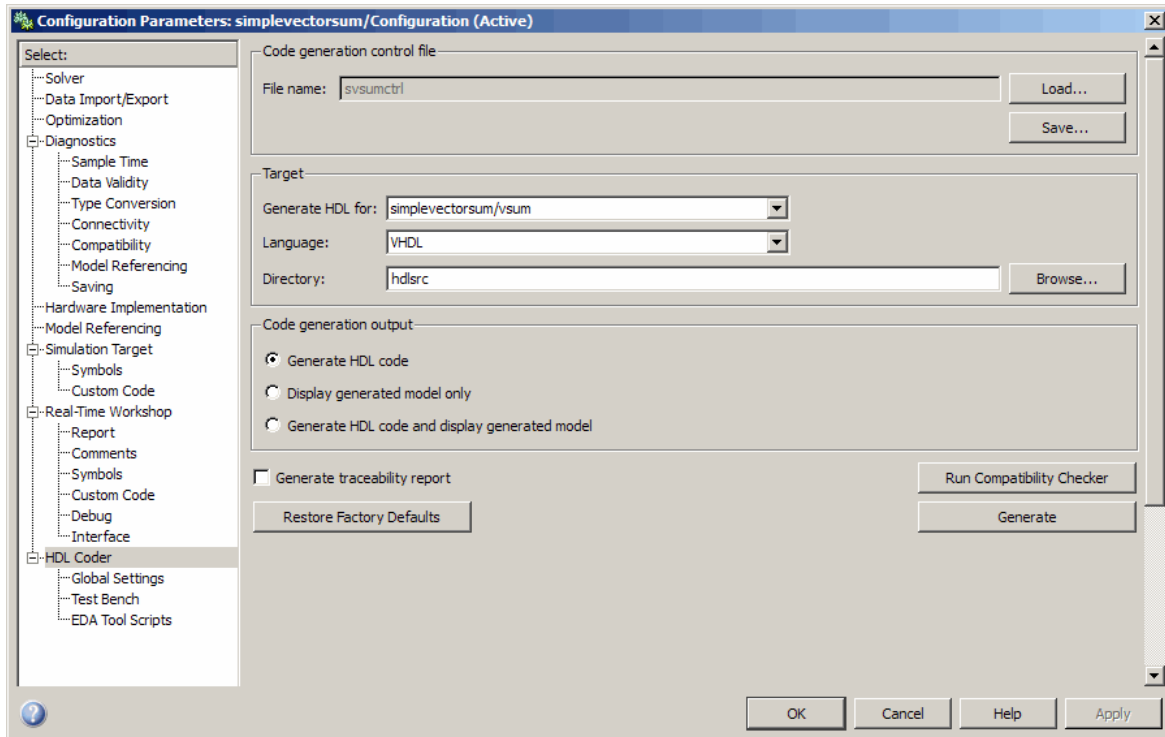 Configuration Parameters: simplevectorsum/Configuration (Active)
Select:
Solver
Data Import/Export
Optimization
Diagnostics
Sample Time
Data Validity
Type Conversion
Connectivity
Compatibility
Model Referencing
Saving
Hardware Implementation
Model Referencing
Simulation Target
Symbols
Custom Code
Real-Time Workshop
Report
Comments
Symbols
Custom Code
Debug
Interface
HDL Coder
Global Settings
Test Bench
EDA Tool Scripts
Code generation control file
File name: svsumctrl
Load...
Save...
Target
Generate HDL for: simplevectorsum/vsum
Language: VHDL
Directory: hdlsrc
Browse...
Code generation output
Generate HDL code
Display generated model only
Generate HDL code and display generated model
Generate traceability report
Run Compatibility Checker
Restore Factory Defaults
Generate
OK
Cancel
Help
Apply